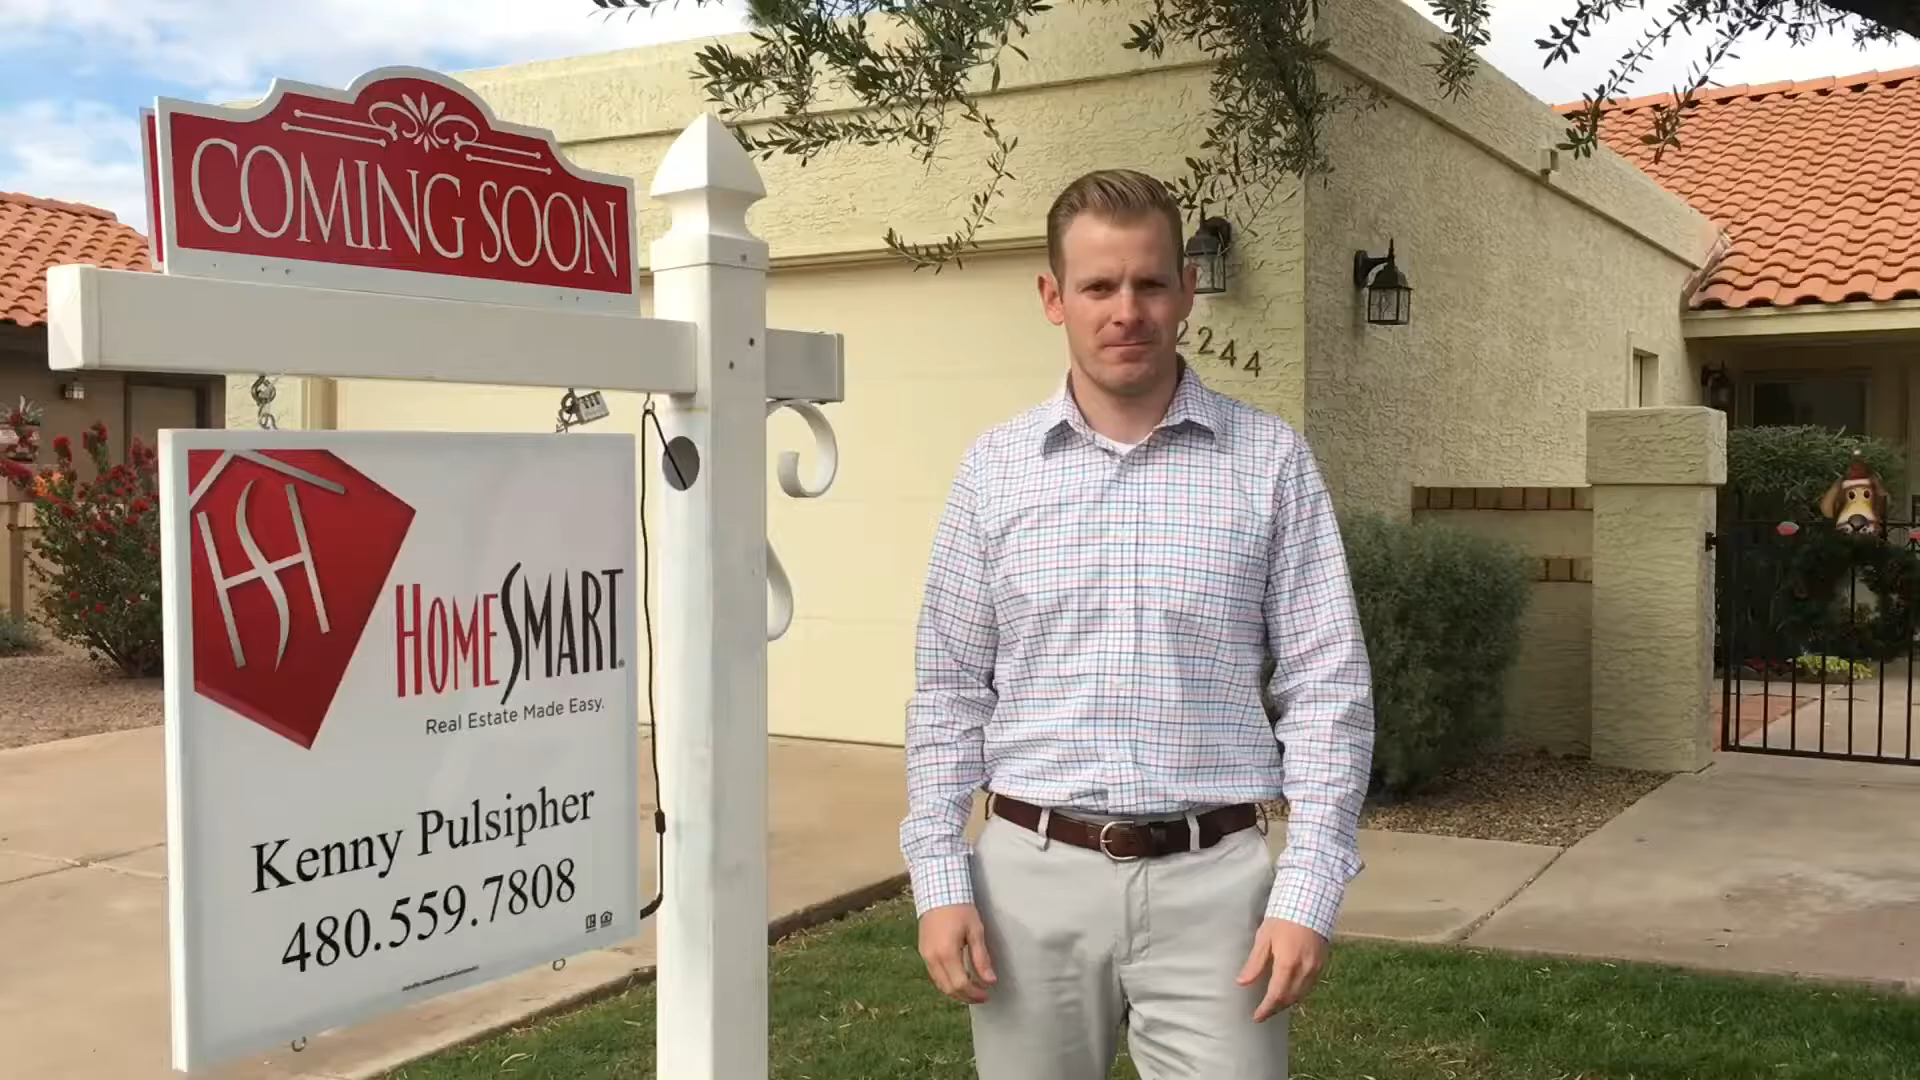 COMING SOON
HS
HOMESMART
Real Estate Made Easy.
Kenny Pulsipher
480.559.7808
2244